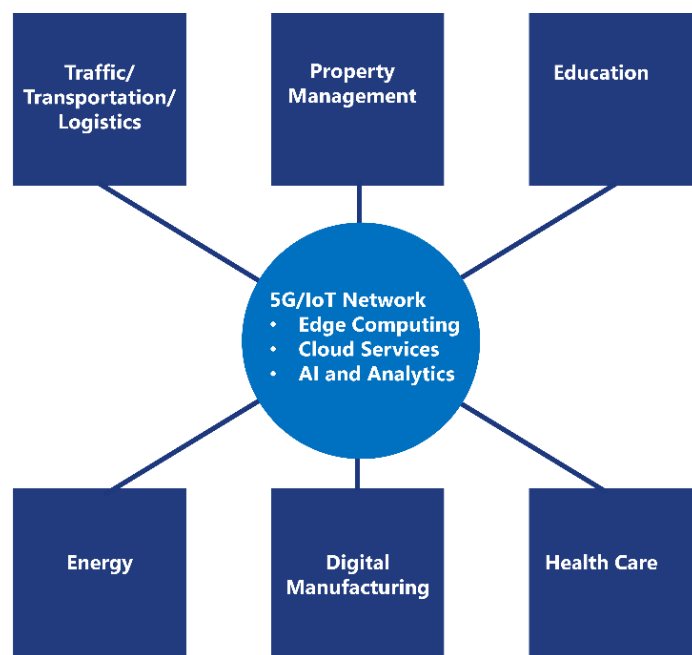 Traffic/
Transportation/
Logistics
Property
Management
Education
5G/IoT Network
• Edge Computing
• Cloud Services
• AI and Analytics
Energy
Digital
Manufacturing
Health Care